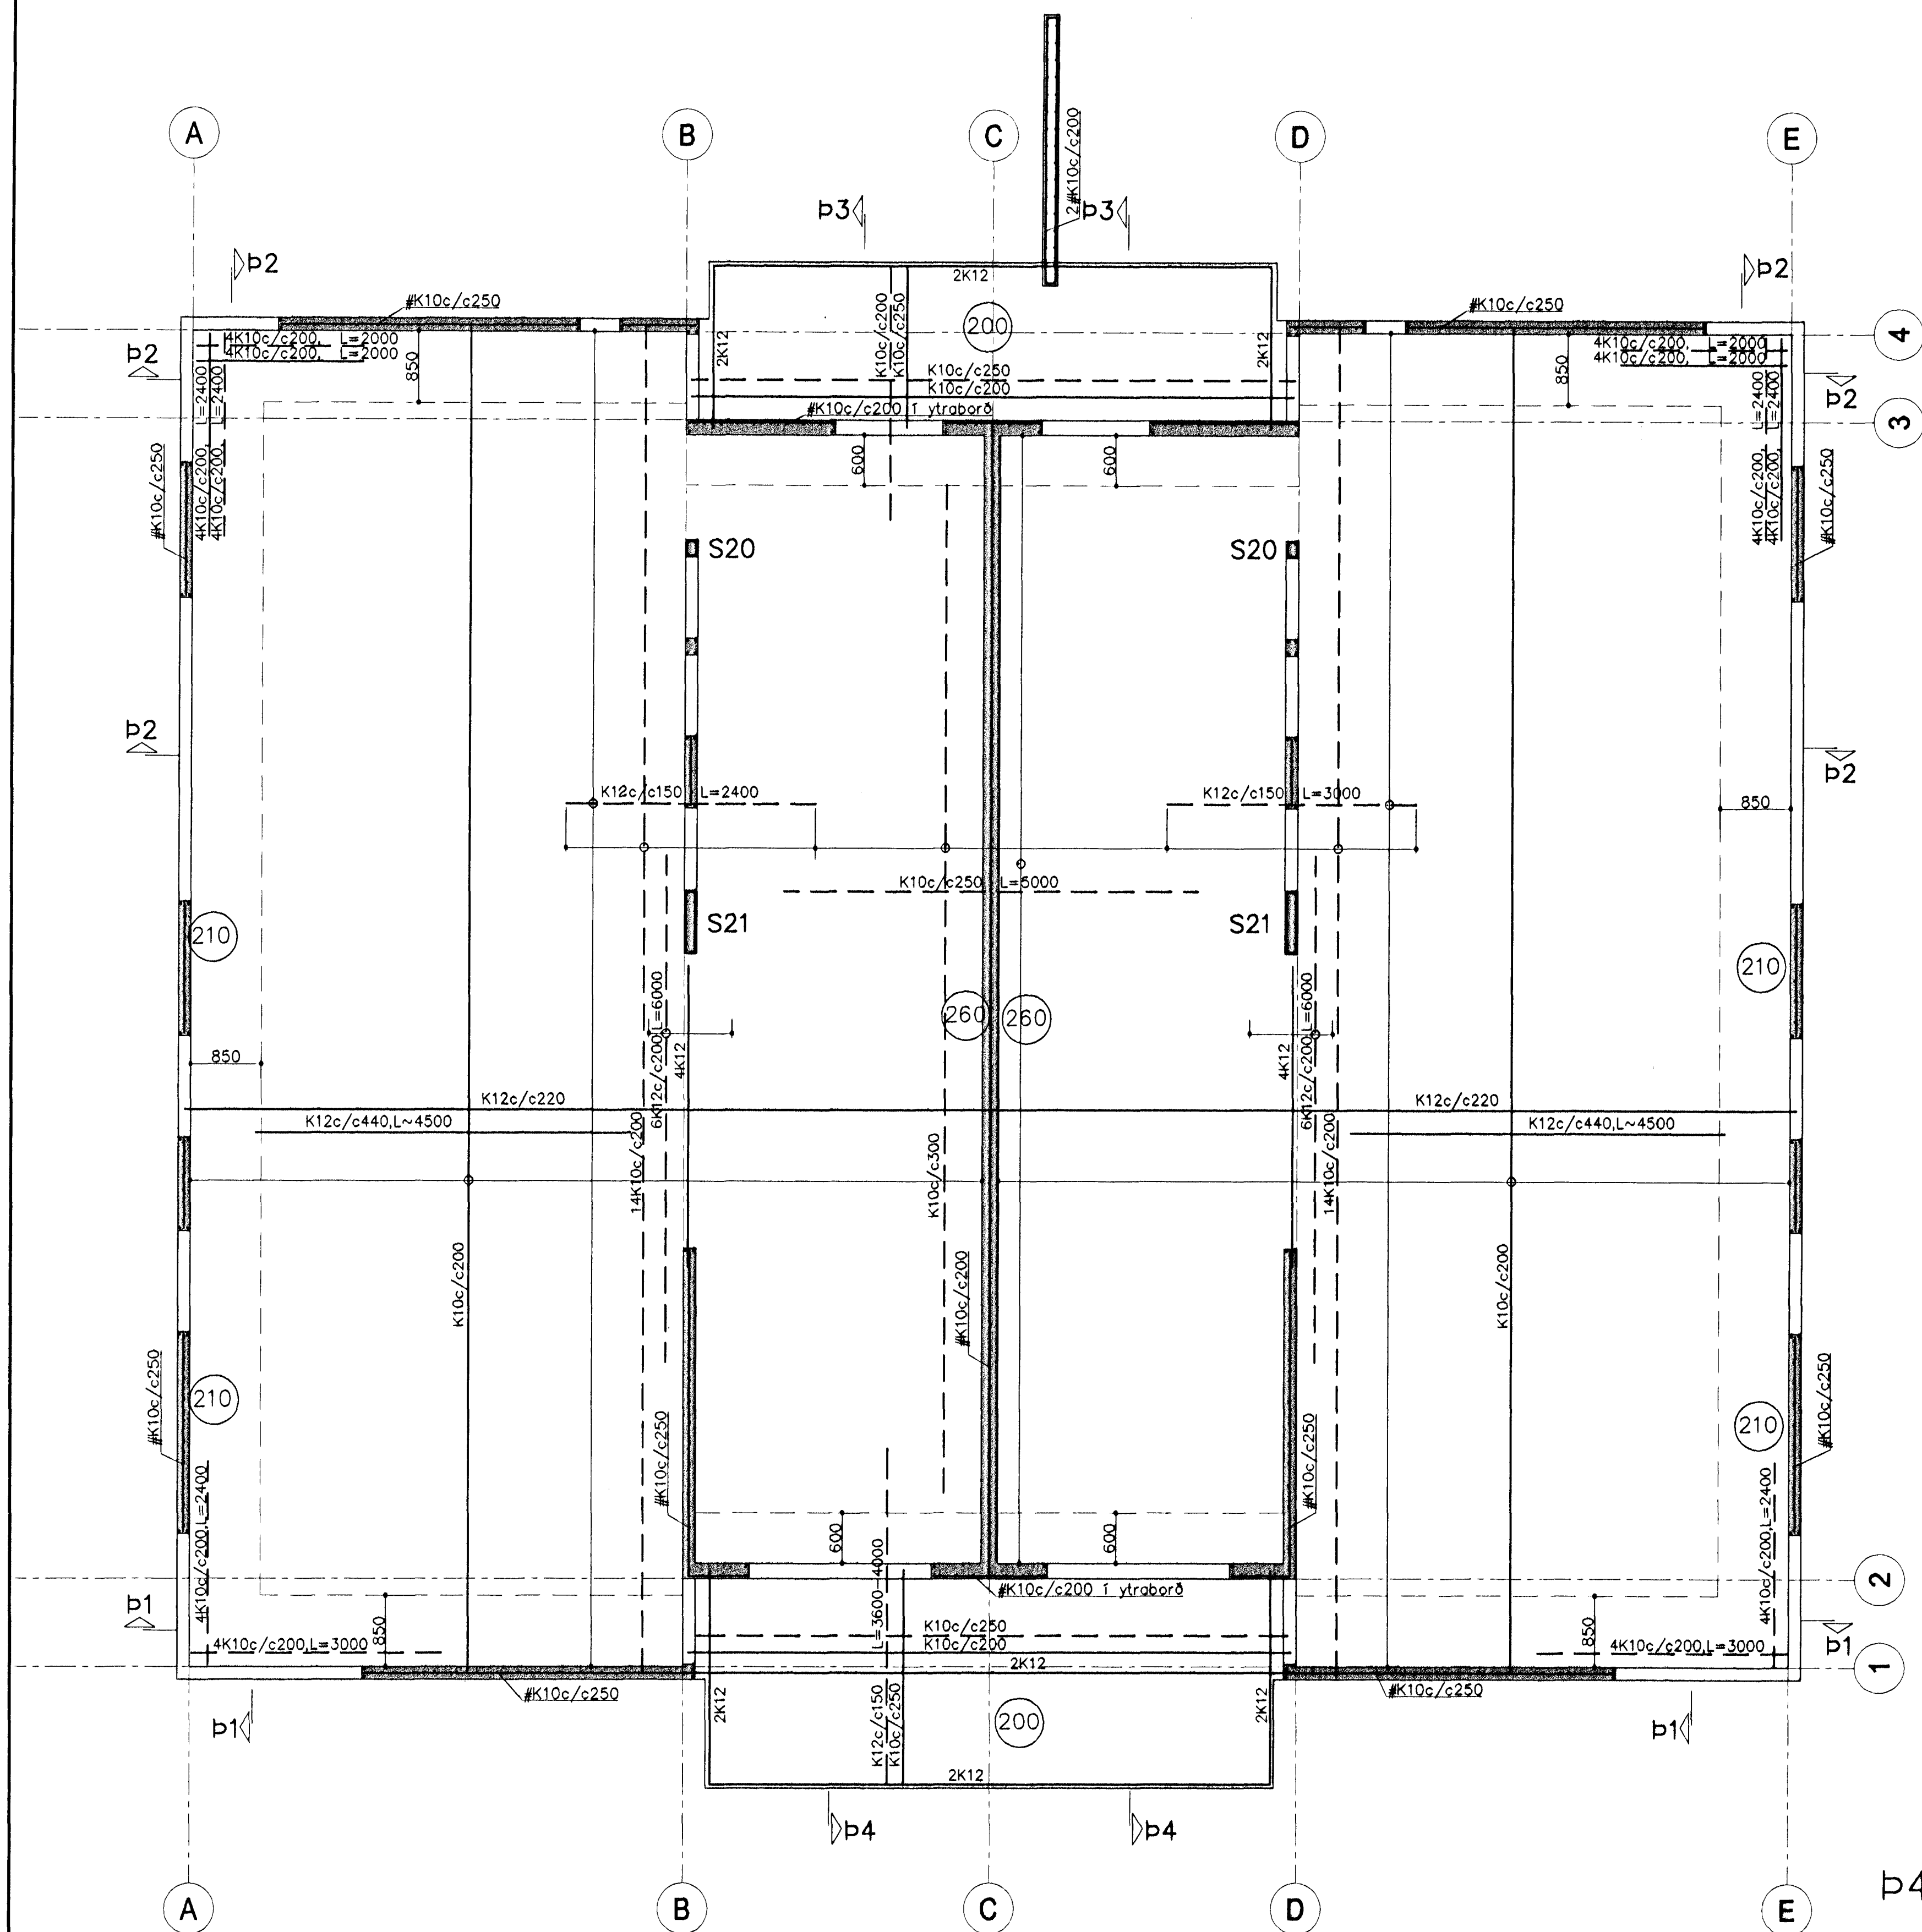 A
B
C
D
E
2#K10c/c200
Þ3
Þ3
Þ2
Þ2
#K10c/c250
2K12
#K10c/c250
200
4
4K10c/c200, L=2000
4K10c/c200, L=2000
850
2K12
K10c/c200
K10c/c250
2K12
850
4K10c/c200, L=2000
4K10c/c200, L=2000
Þ2
Þ2
K10c/c250
K10c/c200
#K10c/c200 í ytraborð
3
#K10c/c250
4K10c/c200, L=2400
4K10c/c200, L=2400
600
600
4K10c/c200, L=2400
4K10c/c200, L=2400
#K10c/c250
S20
S20
Þ2
Þ2
K12c/c150 L=2400
K12c/c150 L=3000
850
K10c/c250 L=5000
S21
S21
210
210
260
260
6K12c/c200,L=6000
4K12
4K12
6K12c/c200,L=6000
850
K12c/c220
K12c/c220
K12c/c440,L~4500
K12c/c440,L~4500
14K10c/c200
K10c/c300
14K10c/c200
K10c/c200
#K10c/c200
K10c/c200
#K10c/c250
210
210
#K10c/c250
#K10c/c250
#K10c/c250
4K10c/c200,L=2400
600
L=3600-4000
600
4K10c/c200,L=2400
2
#K10c/c200 í ytraborð
Þ1
850
K10c/c250
K10c/c200
850
Þ1
4K10c/c200,L=3000
4K10c/c200,L=3000
2K12
1
#K10c/c250
#K10c/c250
Þ1
2K12
K12c/c150
K10c/c250
200
2K12
Þ1
2K12
Þ4
Þ4
Þ4
A
B
C
D
E